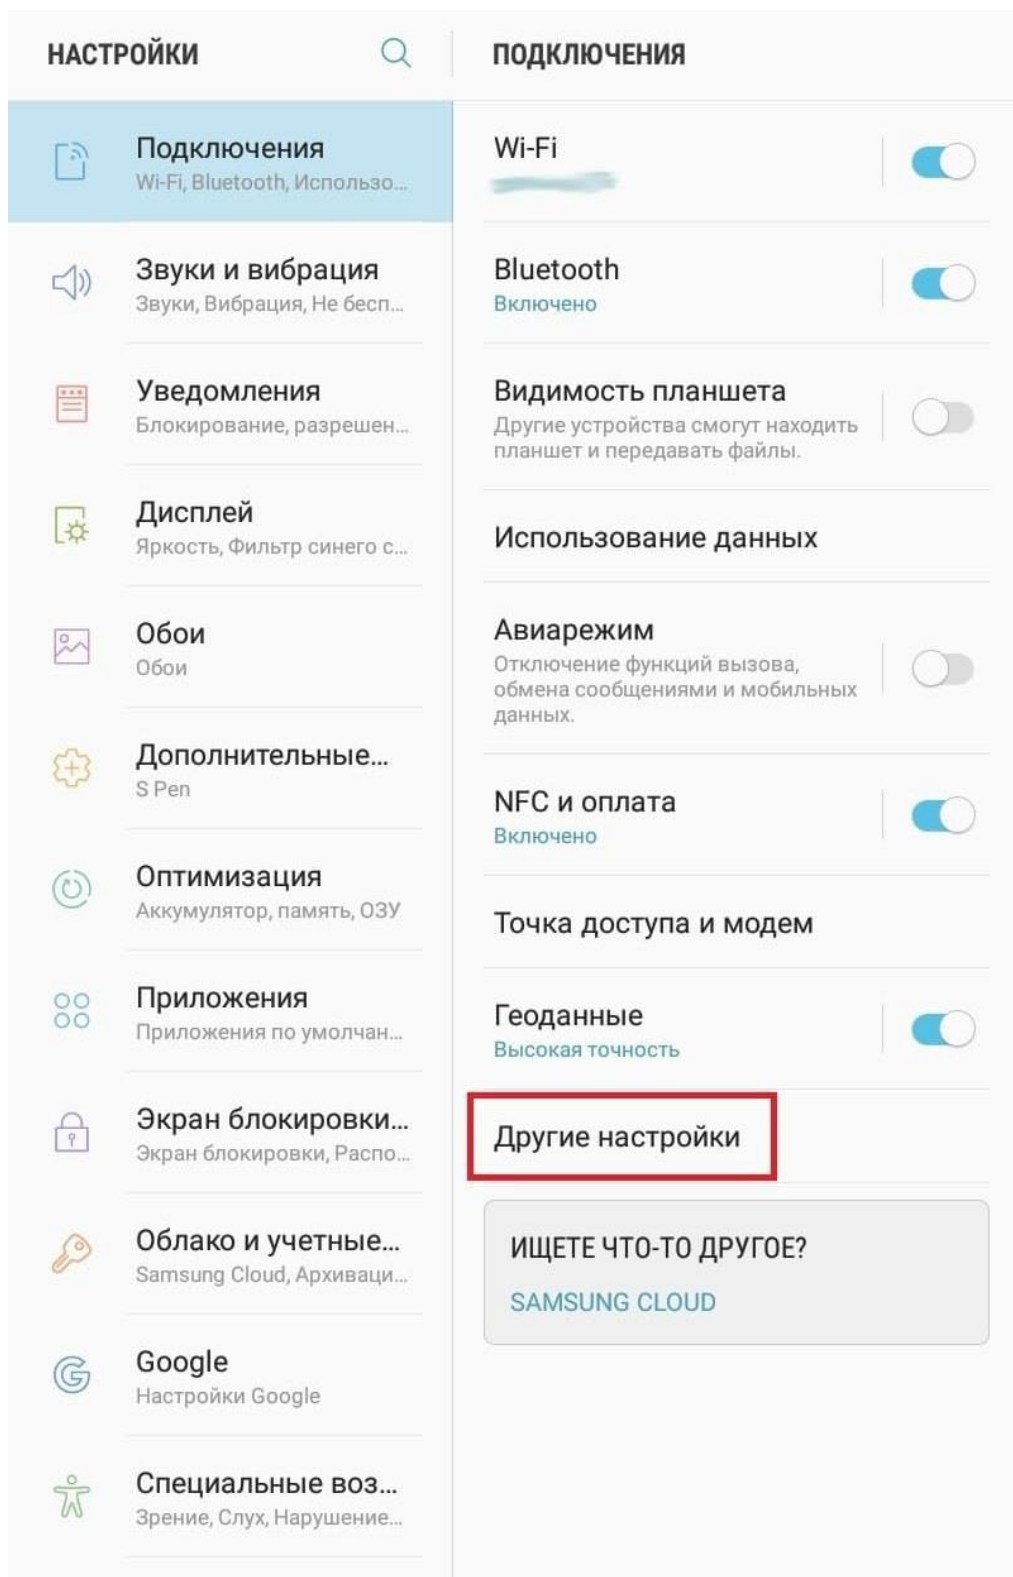 НАСТРОЙКИ
Подключения
Wi-Fi, Bluetooth, Использо...
Звуки и вибрация
Звуки, Вибрация, Не бесп...
Уведомления
Блокирование, разрешен...
Дисплей
Яркость, Фильтр синего с...
Обои
Обои
Дополнительные...
S Pen
Оптимизация
Аккумулятор, память, ОЗУ
Приложения
Приложения по умолчан...
Экран блокировки...
Экран блокировки, Распо...
Облако и учетные...
Samsung Cloud, Архиваци...
Google
Настройки Google
Специальные воз...
Зрение, Слух, Нарушение...
ПОДКЛЮЧЕНИЯ
Wi-Fi
Bluetooth
Включено
Видимость планшета
Другие устройства смогут находить
планшет и передавать файлы.
Использование данных
Авиарежим
Отключение функций вызова,
обмена сообщениями и мобильных
данных.
NFC и оплата
Включено
Точка доступа и модем
Геоданные
Высокая точность
Другие настройки
ИЩЕТЕ ЧТО-ТО ДРУГОЕ?
SAMSUNG CLOUD